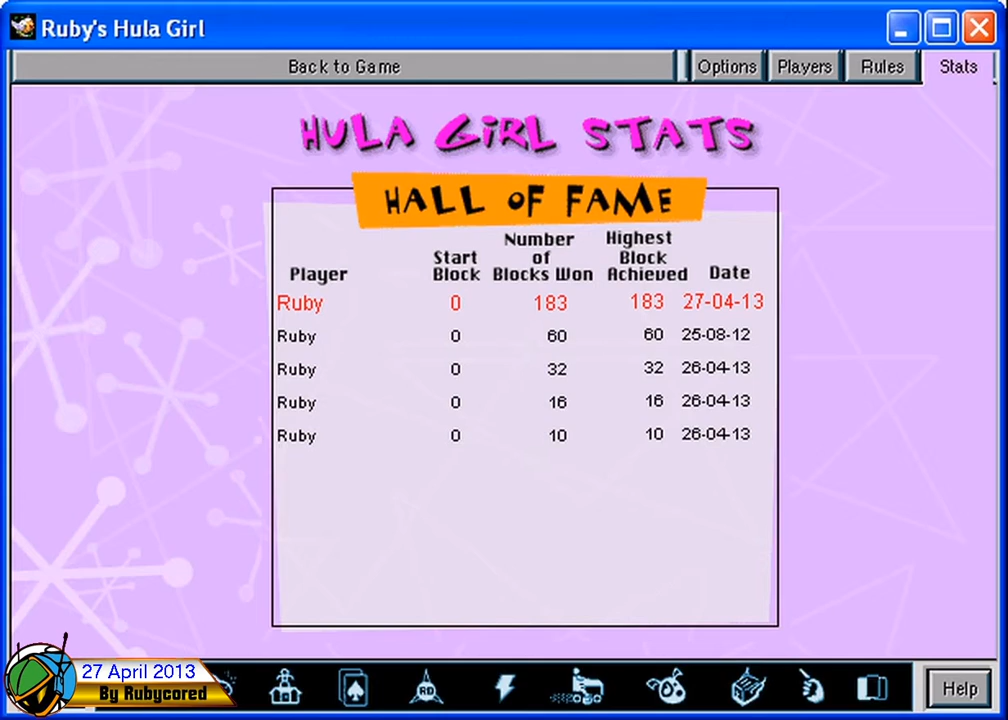 Ruby's Hula Girl
Back to Game Options Players Rules Stats
HULA GiRL STATS
HALL OF FAME
Player Start Block Number of Blocks Won Highest Block Achieved Date
Ruby 0 183 183 27-04-13
Ruby 0 60 60 25-08-12
Ruby 0 32 32 26-04-13
Ruby 0 16 16 26-04-13
Ruby 0 10 10 26-04-13
27 April 2013
By Rubycored
RD
Help